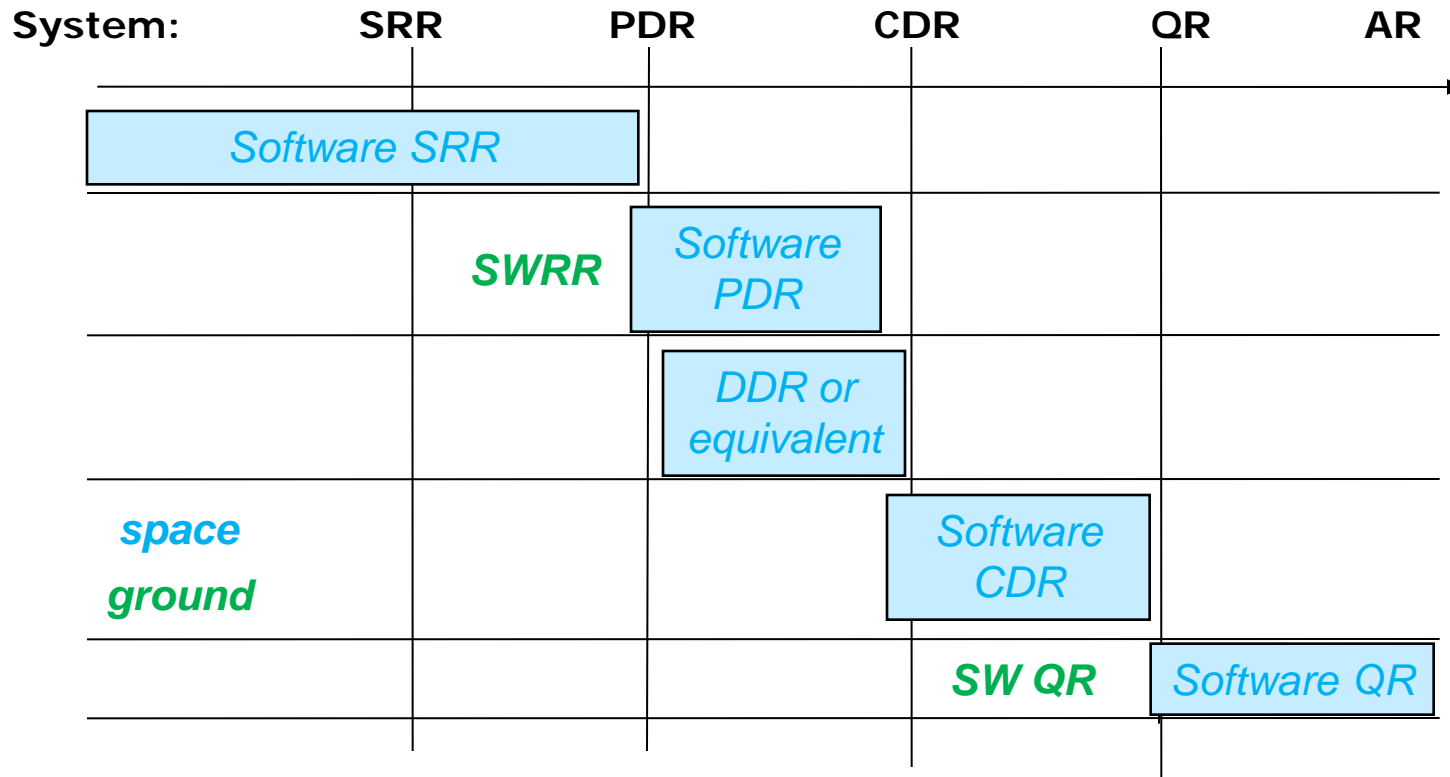 System: SRR PDR CDR QR AR
Software SRR
SWRR
Software
PDR
DDR or
equivalent
space
ground
Software
CDR
SW QR
Software QR